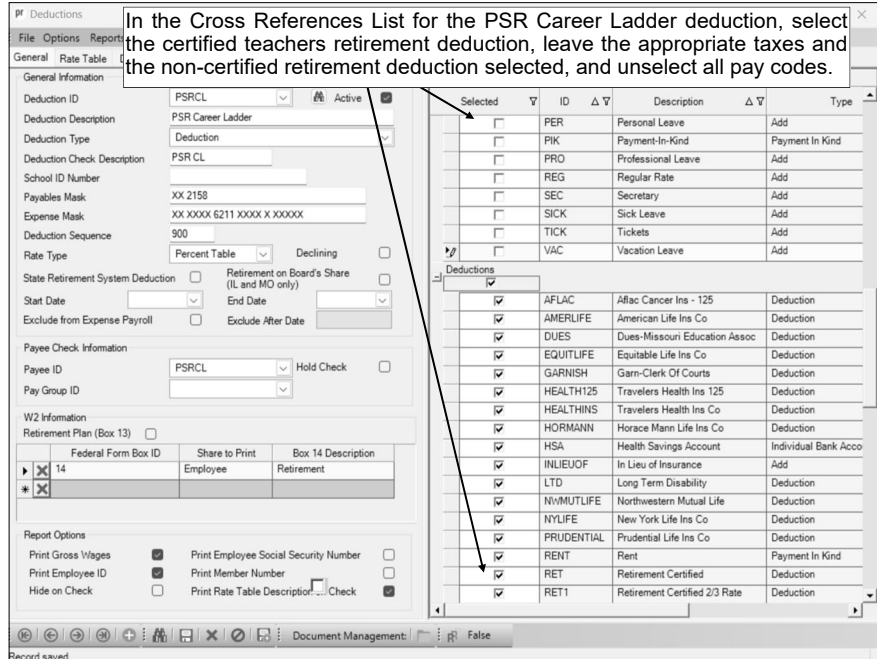 Deductions
In the Cross References List for the PSR Career Ladder deduction, select
the certified teachers retirement deduction, leave the appropriate taxes and
the non-certified retirement deduction selected, and unselect all pay codes.
File Options Reports
General Rate Table
General Information
Deduction ID PSRCL Active
Deduction Description PSR Career Ladder
Deduction Type Deduction
Deduction Check Description PSR CL
School ID Number
Payables Mask XX 2158
Expense Mask XX XXXX 6211 XXXX X XXXXX
Deduction Sequence 900
Rate Type Percent Table Declining
State Retirement System Deduction Retirement on Board's Share
(IL and MO only)
Start Date End Date
Exclude from Expense Payroll Exclude After Date
Payee Check Information
Payee ID PSRCL Hold Check
Pay Group ID
W2 Information
Retirement Plan (Box 13)
Federal Form Box ID Share to Print Box 14 Description
14 Employee Retirement
Report Options
Print Gross Wages Print Employee Social Security Number
Print Employee ID Print Member Number
Hide on Check Print Rate Table Description Check
Selected ID Description Type
PER Personal Leave Add
PIK Payment-In-Kind Payment In Kind
PRO Professional Leave Add
REG Regular Rate Add
SEC Secretary Add
SICK Sick Leave Add
TICK Tickets Add
VAC Vacation Leave Add
Deductions
AFLAC Aflac Cancer Ins - 125 Deduction
AMERLIFE American Life Ins Co Deduction
DUES Dues-Missouri Education Assoc Deduction
EQUITLIFE Equitable Life Ins Co Deduction
GARNISH Garn-Clerk Of Courts Deduction
HEALTH125 Travelers Health Ins 125 Deduction
HEALTHINS Travelers Health Ins Co Deduction
HORMANN Horace Mann Life Ins Co Deduction
HSA Health Savings Account Individual Bank Acco
INLIEUOF In Lieu of Insurance Add
LTD Long Term Disability Deduction
NWMUTLIFE Northwestern Mutual Life Deduction
NYLIFE New York Life Ins Co Deduction
PRUDENTIAL Prudential Life Ins Co Deduction
RENT Rent Payment In Kind
RET Retirement Certified Deduction
RET1 Retirement Certified 2/3 Rate Deduction
Document Management: False
Record saved